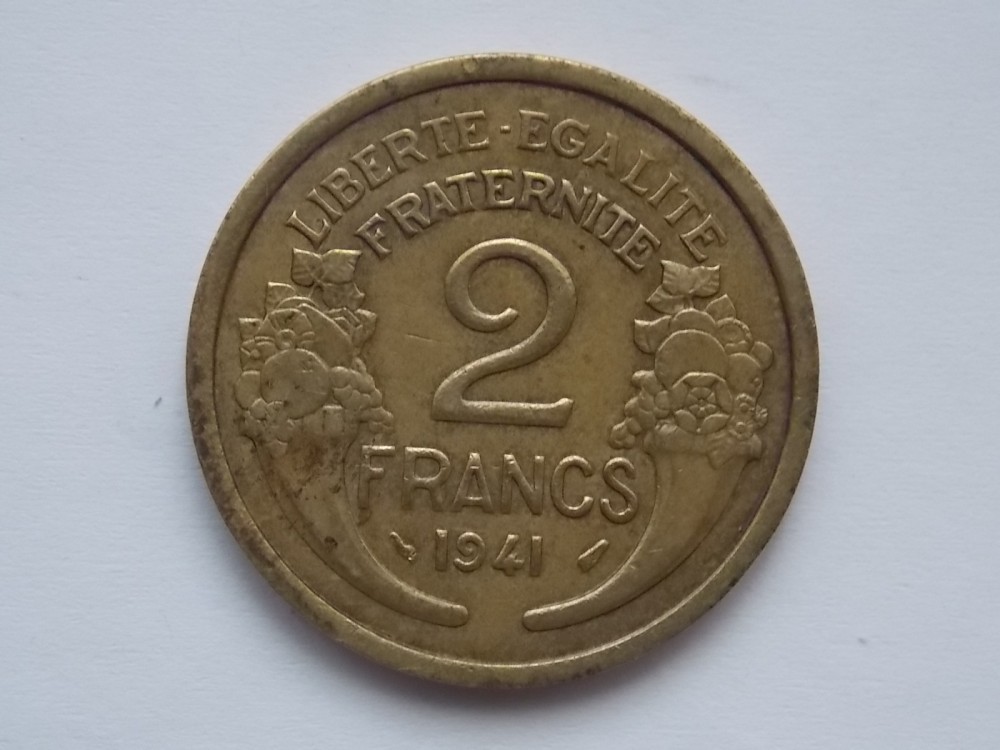 LIBERTE-EGALITE
FRATERNITE
2
FRANCS
1941